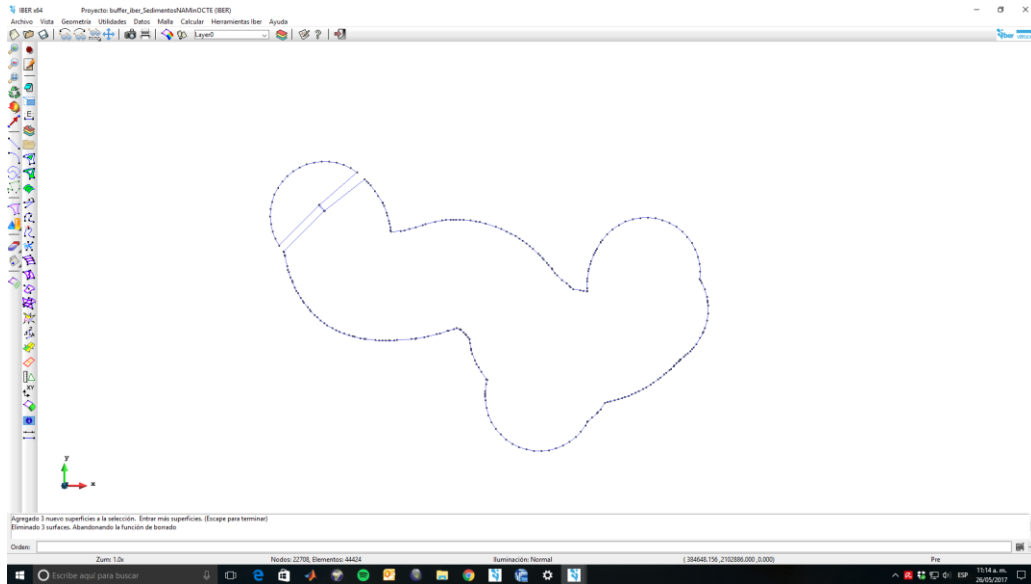 IBER x64 Proyecto: buffer_iber_SedimentosNAMinOCTE (IBER)
Archivo Vista Geometría Utilidades Datos Malla Calcular Herramientas Iber Ayuda
Layer0
Iber
y
x
Agregado 3 nuevo superficies a la selección. Entrar más superficies. (Escape para terminar)
Eliminado 3 surfaces. Abandonando la función de borrado
Orden:
Zum: 1.0x Nodos: 22708, Elementos: 44424 Iluminación: Normal ( 384648.156 ,2102886.000 ,0.000) Pre
Escribe aquí para buscar ESP 11:14 a. m.
26/05/2017